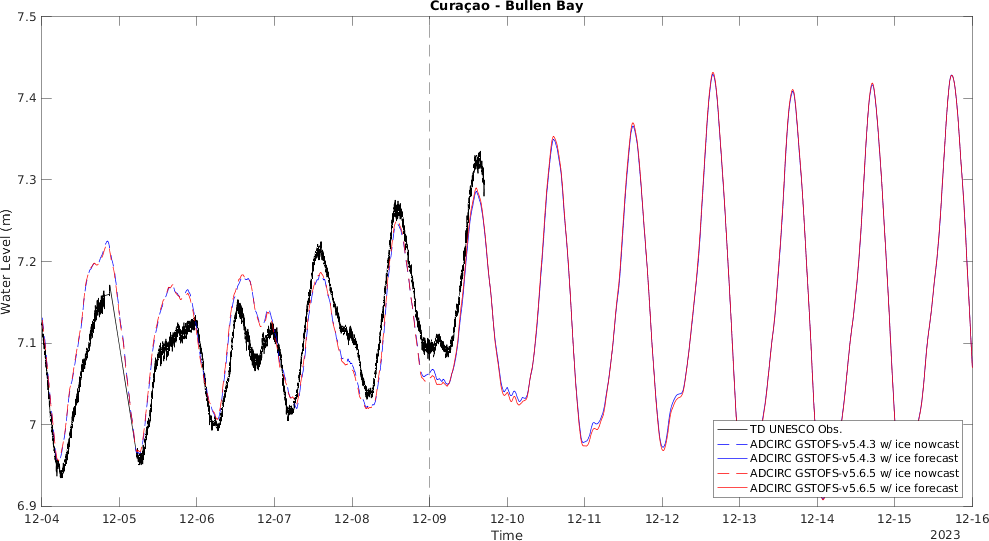 Curaçao - Bullen Bay
7.5
7.4
7.3
7.2
7.1
7
6.9
Water Level (m)
TD UNESCO Obs.
ADCIRC GSTOFS-v5.4.3 w/ ice nowcast
ADCIRC GSTOFS-v5.4.3 w/ ice forecast
ADCIRC GSTOFS-v5.6.5 w/ ice nowcast
ADCIRC GSTOFS-v5.6.5 w/ ice forecast
12-04 12-05 12-06 12-07 12-08 12-09 12-10 12-11 12-12 12-13 12-14 12-15 12-16
Time
2023